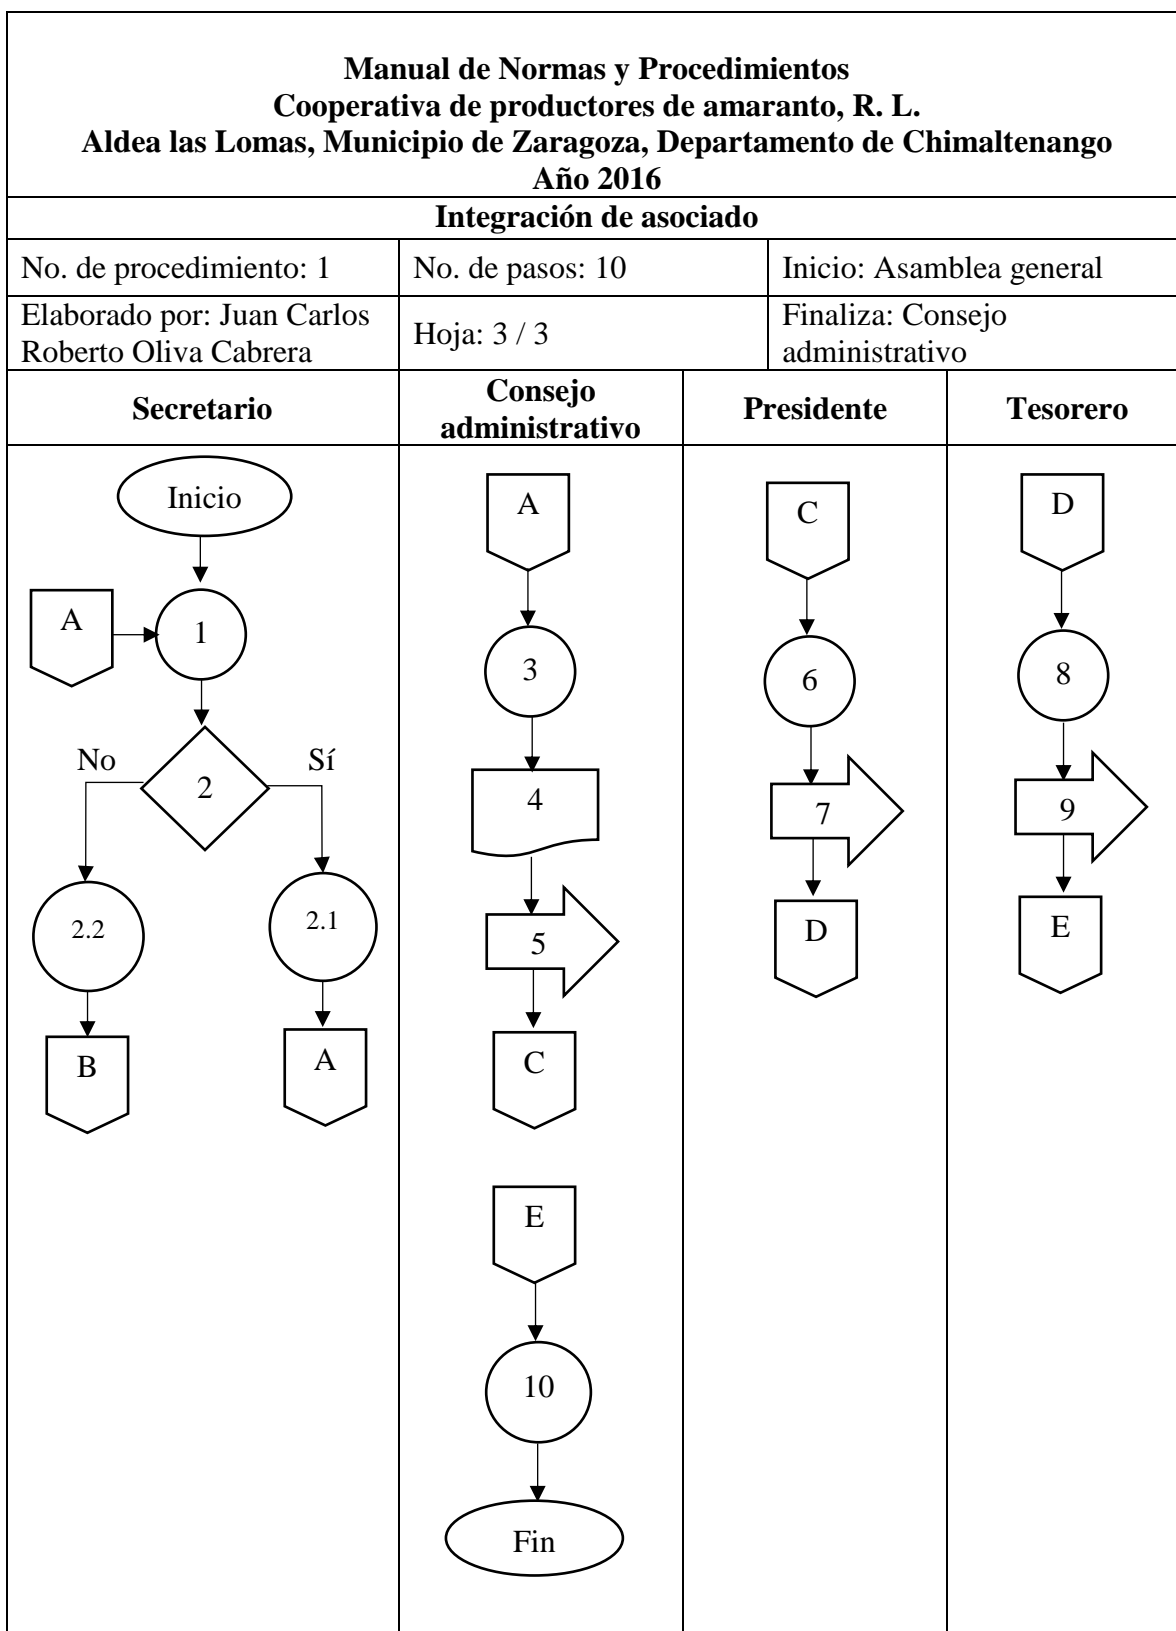 Manual de Normas y Procedimientos
Cooperativa de productores de amaranto, R. L.
Aldea las Lomas, Municipio de Zaragoza, Departamento de Chimaltenango
Año 2016
Integración de asociado
No. de procedimiento: 1
No. de pasos: 10
Inicio: Asamblea general
Elaborado por: Juan Carlos
Roberto Oliva Cabrera
Hoja: 3 / 3
Finaliza: Consejo
administrativo
Secretario
Consejo
administrativo
Presidente
Tesorero
Inicio
A
1
No
Sí
2
2.2
2.1
B
A
A
3
4
5
C
E
10
Fin
C
6
7
D
D
8
9
E